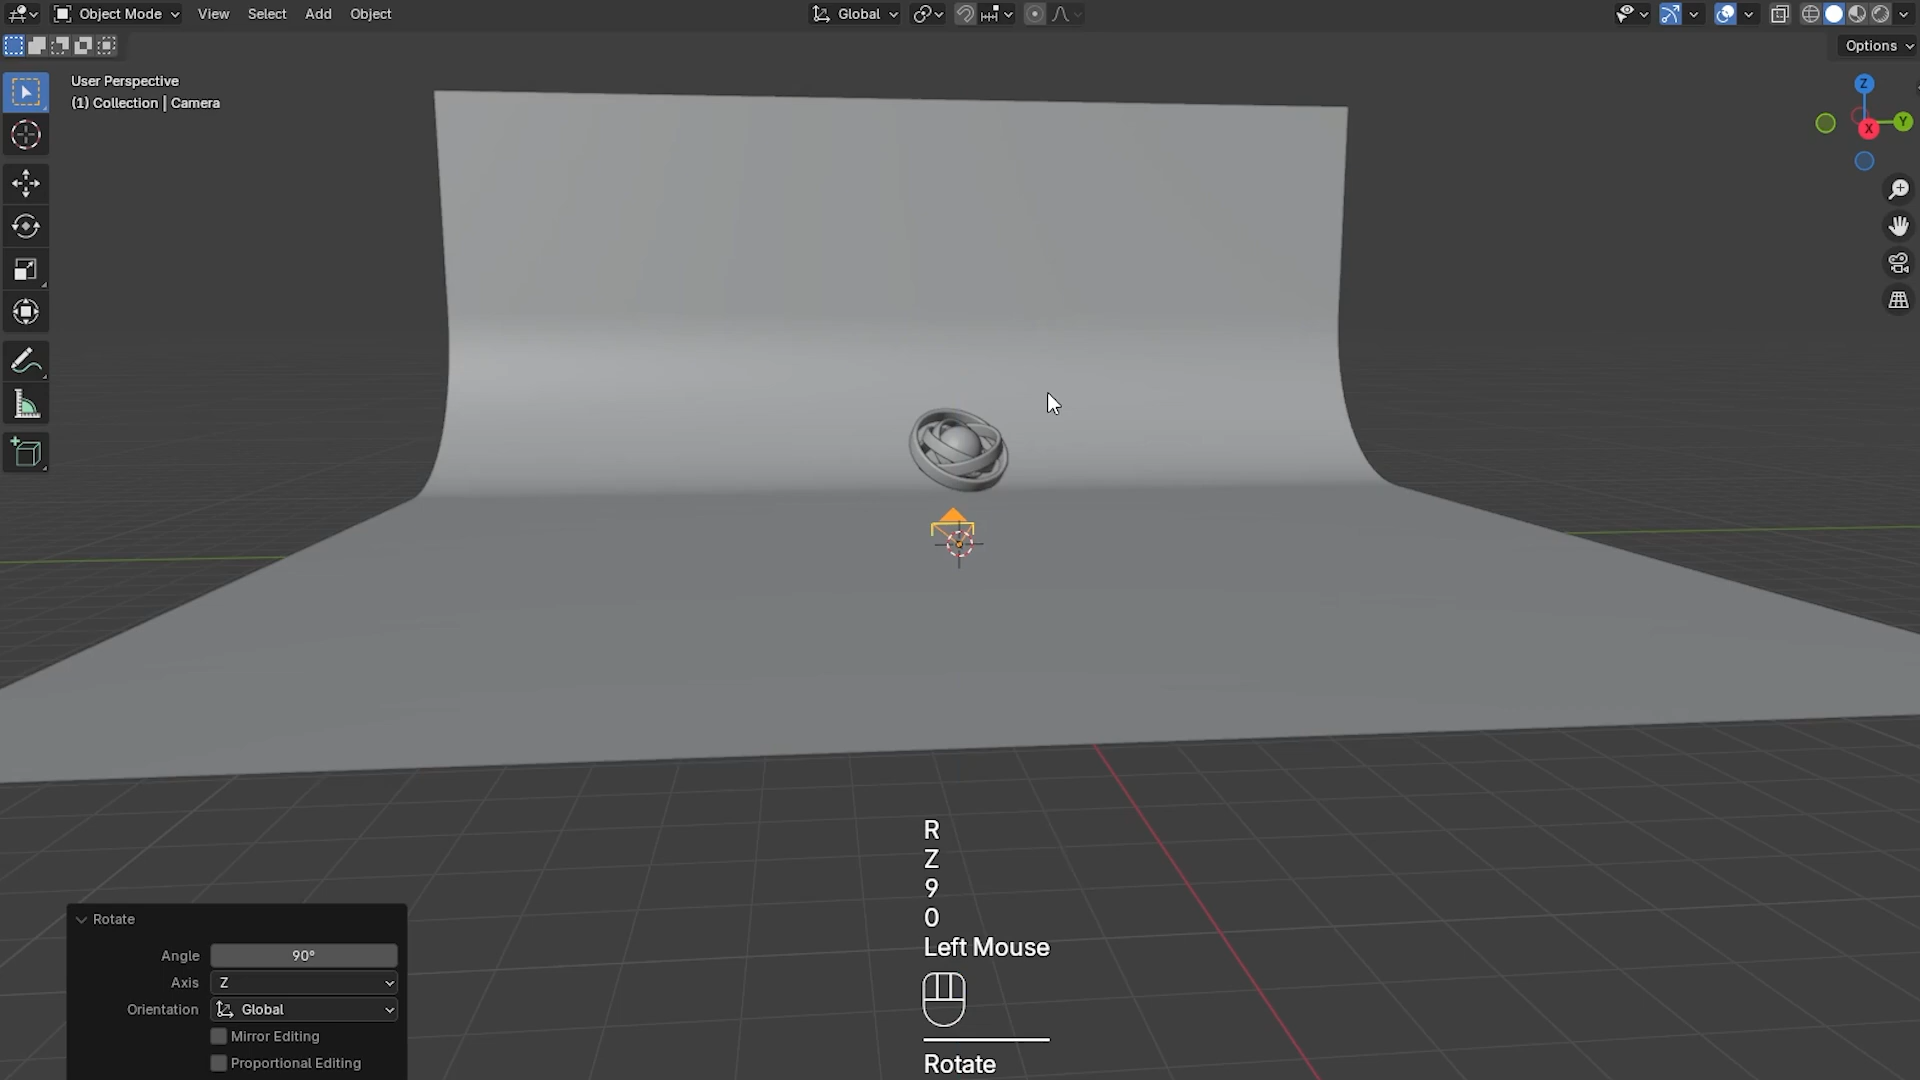 Object Mode View Select Add Object Global
Options
User Perspective
(1) Collection | Camera
Z
Y
X
R
Z
9
0
Left Mouse
Rotate
Rotate
Angle 90°
Axis Z
Orientation Global
Mirror Editing
Proportional Editing